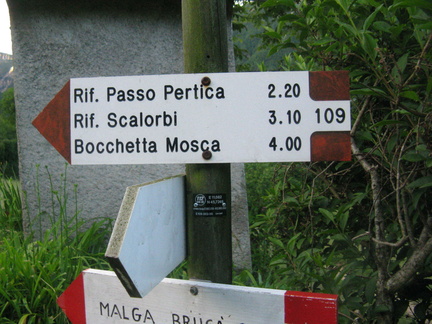 Rif. Passo Pertica 2.20
Rif. Scalorbi 3.10 109
Bocchetta Mosca 4.00
MALGA